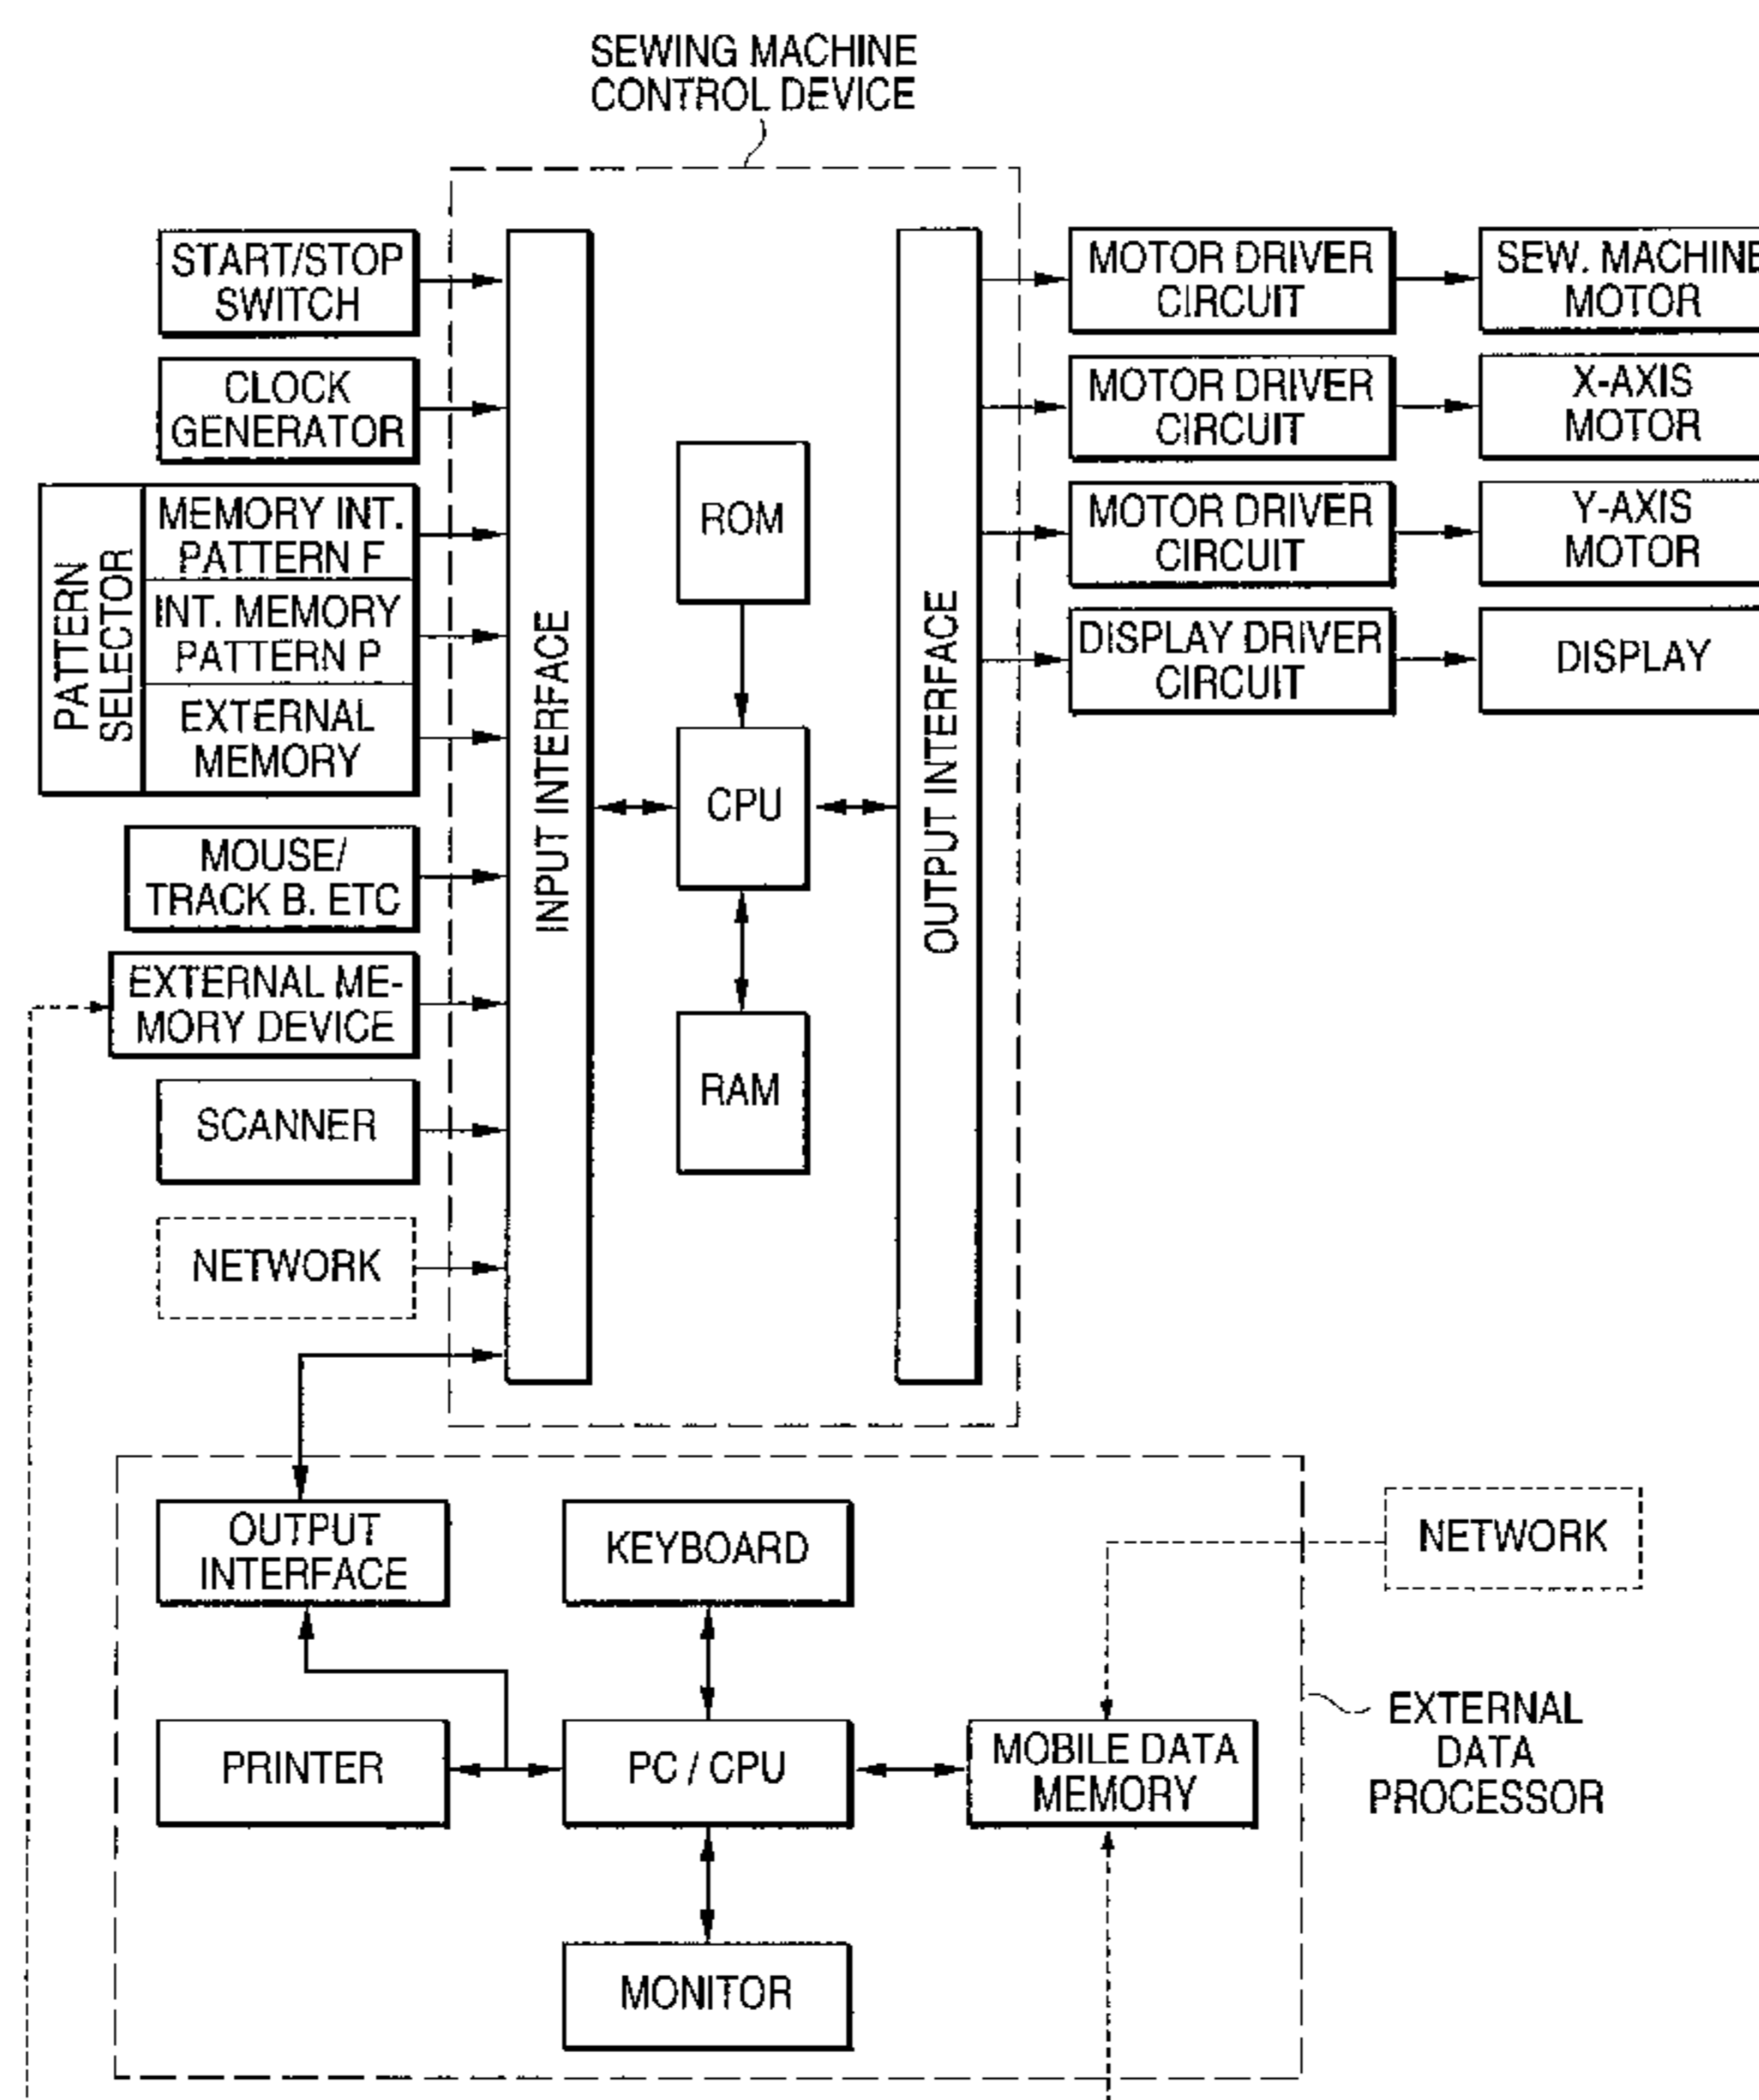 SEWING MACHINE
CONTROL DEVICE
START/STOP
SWITCH
CLOCK
GENERATOR
PATTERN
SELECTOR
MEMORY INT.
PATTERN F
INT. MEMORY
PATTERN P
EXTERNAL
MEMORY
MOUSE/
TRACK B. ETC
EXTERNAL ME-
MORY DEVICE
SCANNER
NETWORK
INPUT INTERFACE
ROM
CPU
RAM
OUTPUT INTERFACE
MOTOR DRIVER
CIRCUIT
SEW. MACHINE
MOTOR
MOTOR DRIVER
CIRCUIT
X-AXIS
MOTOR
MOTOR DRIVER
CIRCUIT
Y-AXIS
MOTOR
DISPLAY DRIVER
CIRCUIT
DISPLAY
OUTPUT
INTERFACE
KEYBOARD
NETWORK
PRINTER
PC / CPU
MOBILE DATA
MEMORY
EXTERNAL
DATA
PROCESSOR
MONITOR